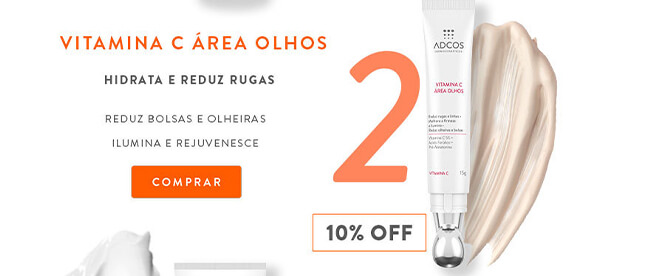 VITAMINA C ÁREA OLHOS
HIDRATA E REDUZ RUGAS
REDUZ BOLSAS E OLHEIRAS
ILUMINA E REJUVENESCE
COMPRAR
2
10% OFF
ADCOS
VITAMINA C
ÁREA OLHOS
VITAMINA C 15g